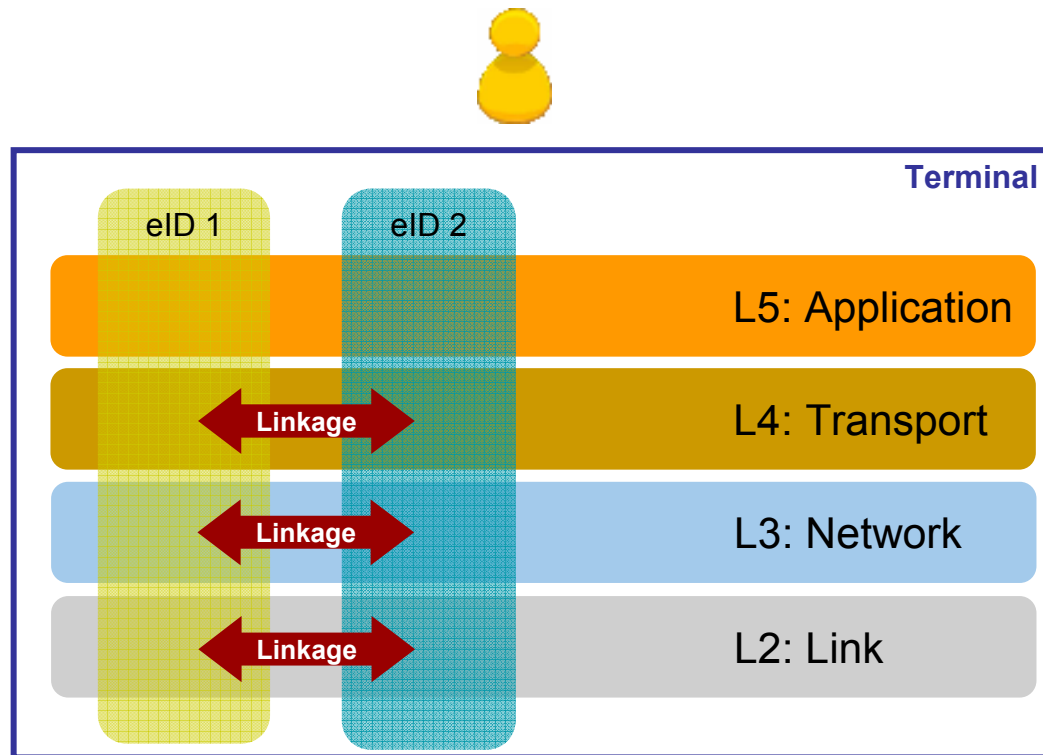 Terminal
eID 1
eID 2
L5: Application
Linkage
L4: Transport
Linkage
L3: Network
Linkage
L2: Link